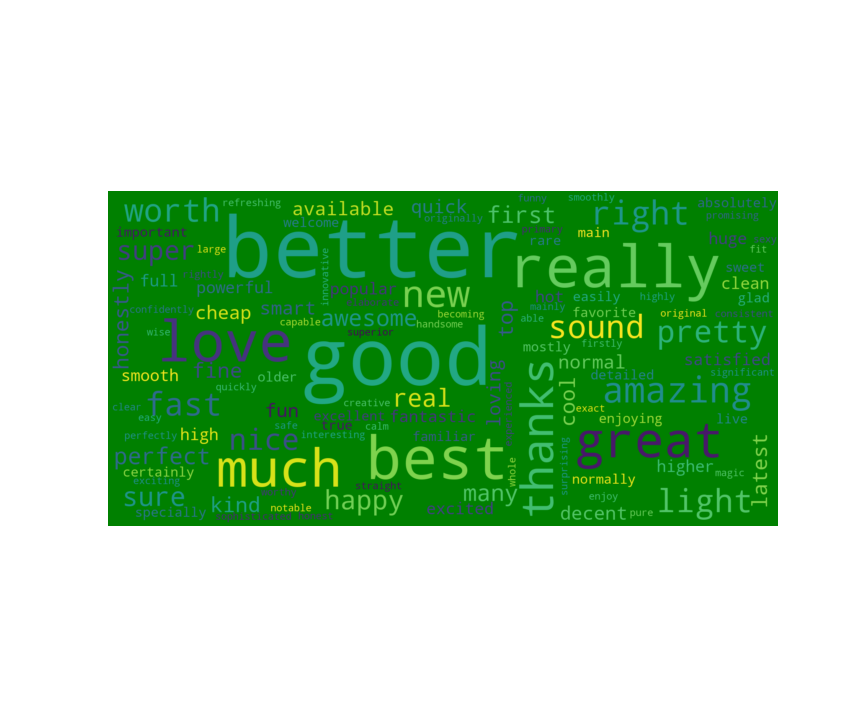 worth
refreshing
available
quick
funny
smoothly
absolutely
welcome
originally
first
right
promising
important
better
primary
main
super
large
rare
huge
fit
full
powerful
innovative
popular
new
really
hot
easily
highly
sweet
clean
glad
honestly
confidently
cheap
smart
elaborate
awesome
becoming
handsome
top
mainly
able
favorite
original
wise
love
capable
superior
good
sound
firstly
pretty
smooth
fine
older
quickly
mostly
normal
satisfied
significant
detailed
fast
creative
real
loving
thanks
cool
amazing
clear
easy
fun
excellent
fantastic
true
calm
safe
exact
enjoying
live
perfectly
high
nice
interesting
familiar
great
perfect
certainly
exciting
much
best
whole
surprising
higher
magic
latest
straight
normally
sure
kind
notable
happy
many
enjoy
light
specially
sophisticated
honest
excited
decent
pure